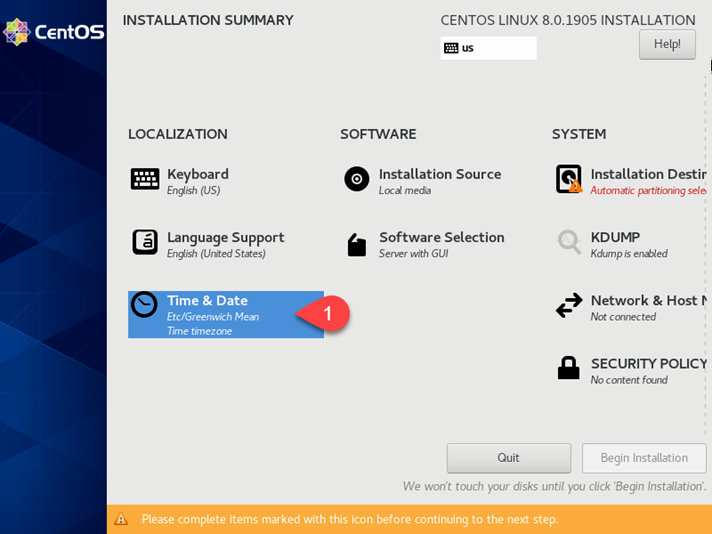 CentOS
INSTALLATION SUMMARY
CENTOS LINUX 8.0.1905 INSTALLATION
us
Help!
LOCALIZATION
SOFTWARE
SYSTEM
Keyboard
English (US)
Installation Source
Local media
Installation Destin
Automatic partitioning sele
Language Support
English (United States)
á
Software Selection
Server with GUI
KDUMP
Kdump is enabled
Time & Date
Etc/Greenwich Mean
Time timezone
1
Network & Host N
Not connected
SECURITY POLICY
No content found
Quit
Begin Installation
We won't touch your disks until you click 'Begin Installation'.
Please complete items marked with this icon before continuing to the next step.